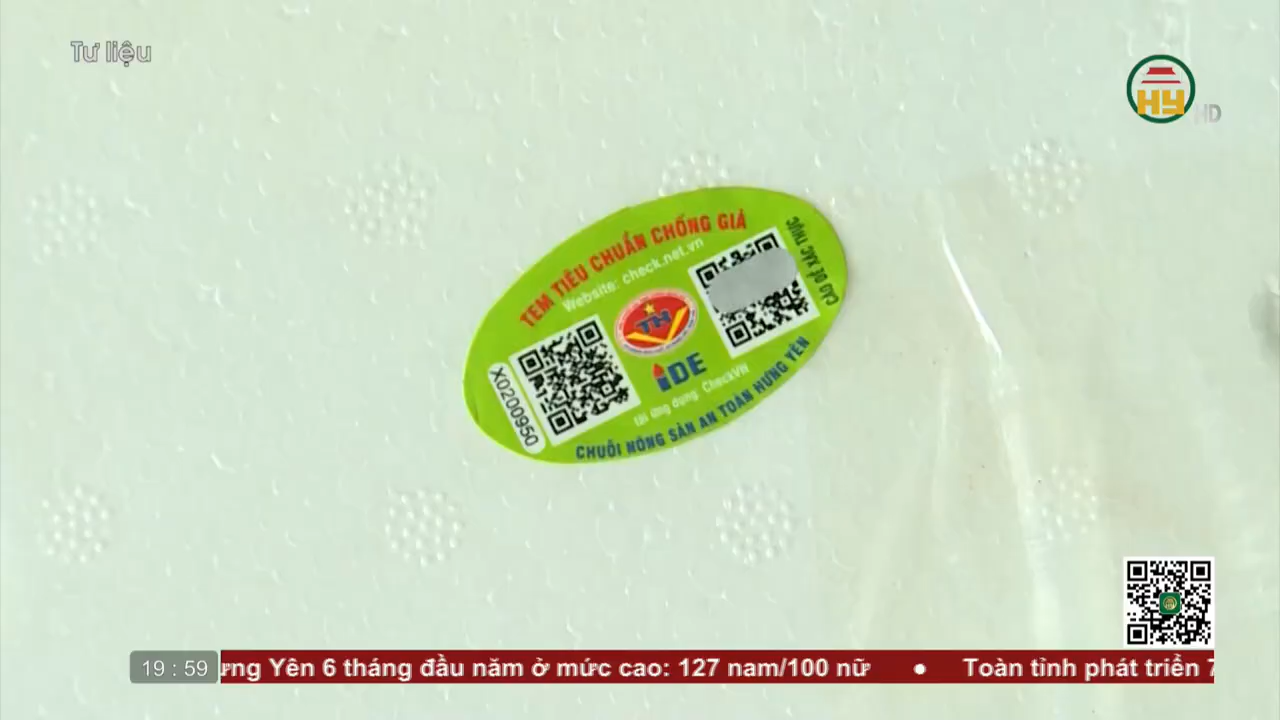 Tư liệu
HY
HD
TEM TIÊU CHUẨN CHỐNG GIẢ
Website: check.net.vn
CÀO ĐỂ XÁC THỰC
TH
iDE
X0200950
tải ứng dụng: CheckVN
CHUỖI NÔNG SẢN AN TOÀN HƯNG YÊN
19 : 59
ưng Yên 6 tháng đầu năm ở mức cao: 127 nam/100 nữ ● Toàn tỉnh phát triển 7